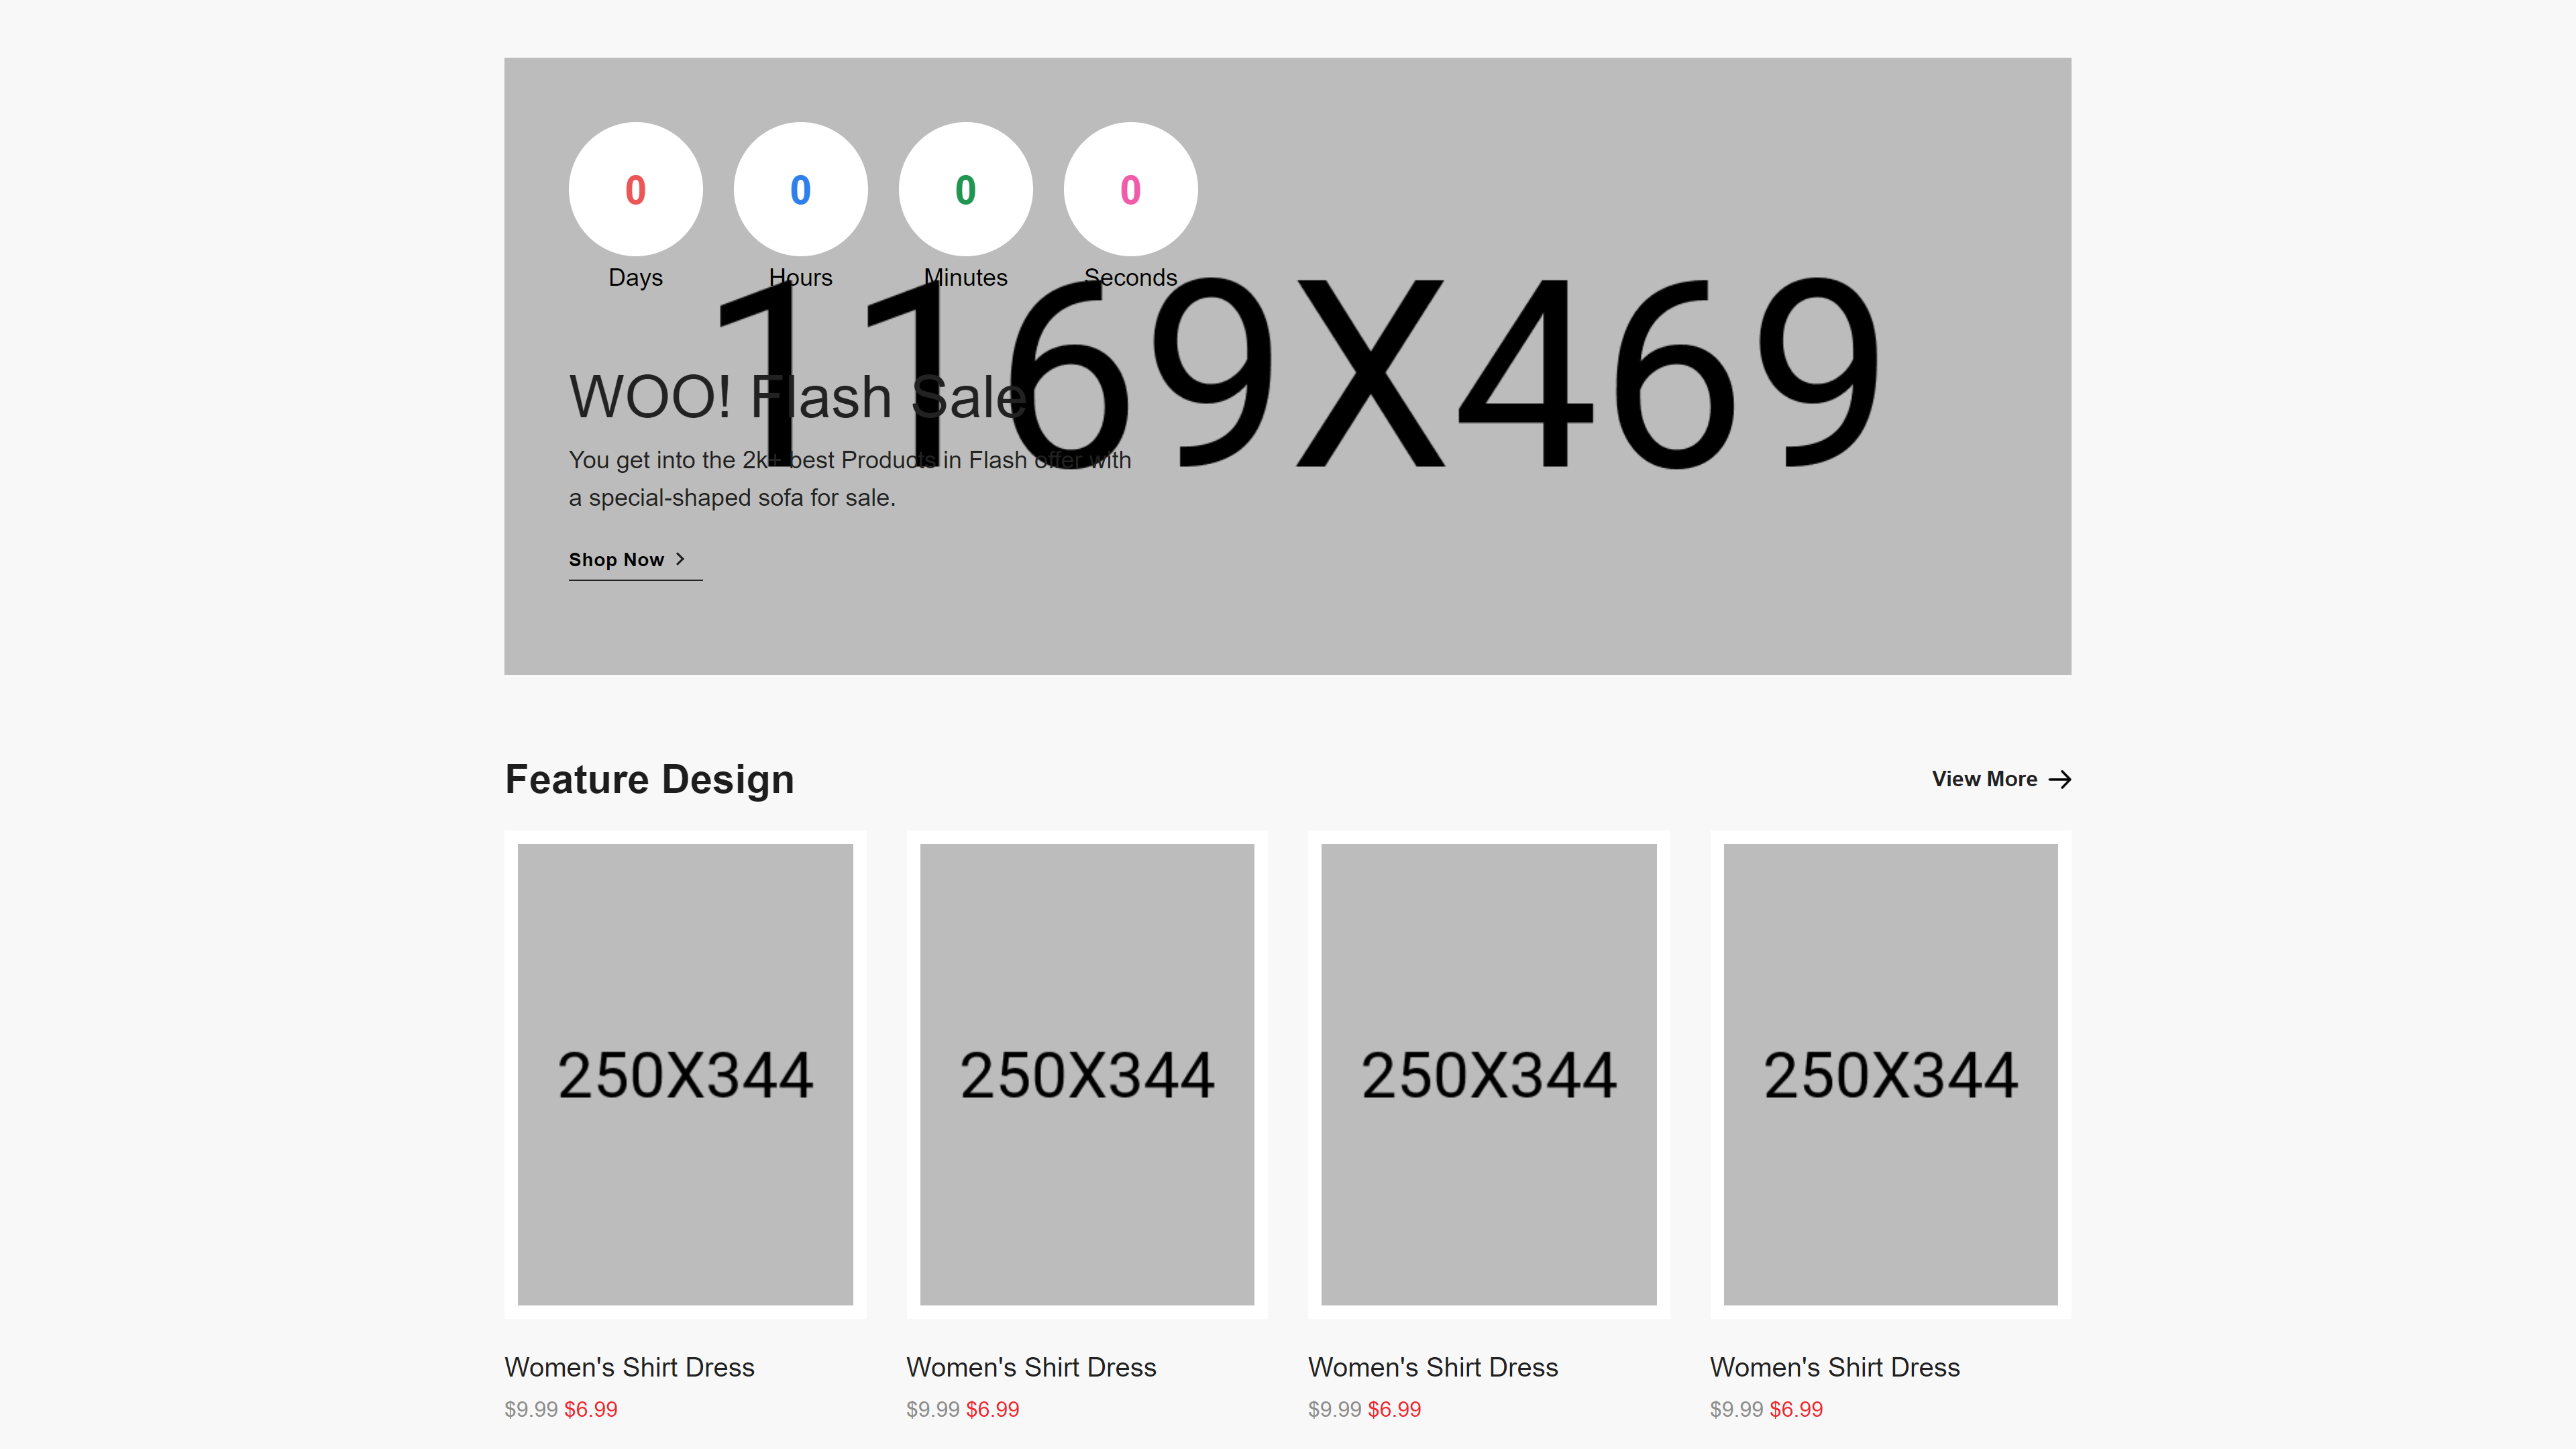 0 0 0 0
Days Hours Minutes Seconds
1169X469
WOO! Flash Sale
You get into the 2k+ best Products in Flash offer with
a special-shaped sofa for sale.
Shop Now
Feature Design
View More
250X344 250X344 250X344 250X344
Women's Shirt Dress Women's Shirt Dress Women's Shirt Dress Women's Shirt Dress
$9.99 $6.99 $9.99 $6.99 $9.99 $6.99 $9.99 $6.99